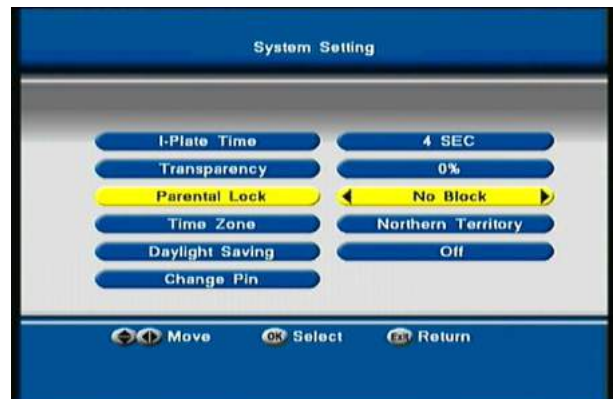 System Setting
I-Plate Time 4 SEC
Transparency 0%
Parental Lock No Block
Time Zone Northern Territory
Daylight Saving Off
Change Pin
Move OK Select Exit Return